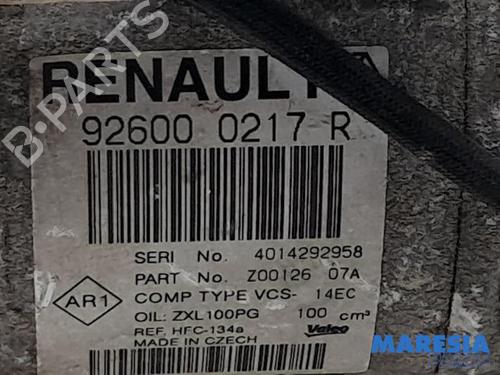 RENAULT
92600 0217 R
SERI No. 4014292958
PART No. Z00126 07A
COMP TYPE VCS- 14EC
AR1
OIL: ZXL100PG 100 cm³
REF. HFC-134a Valeo
MADE IN CZECH
B-PARTS
MARESIA